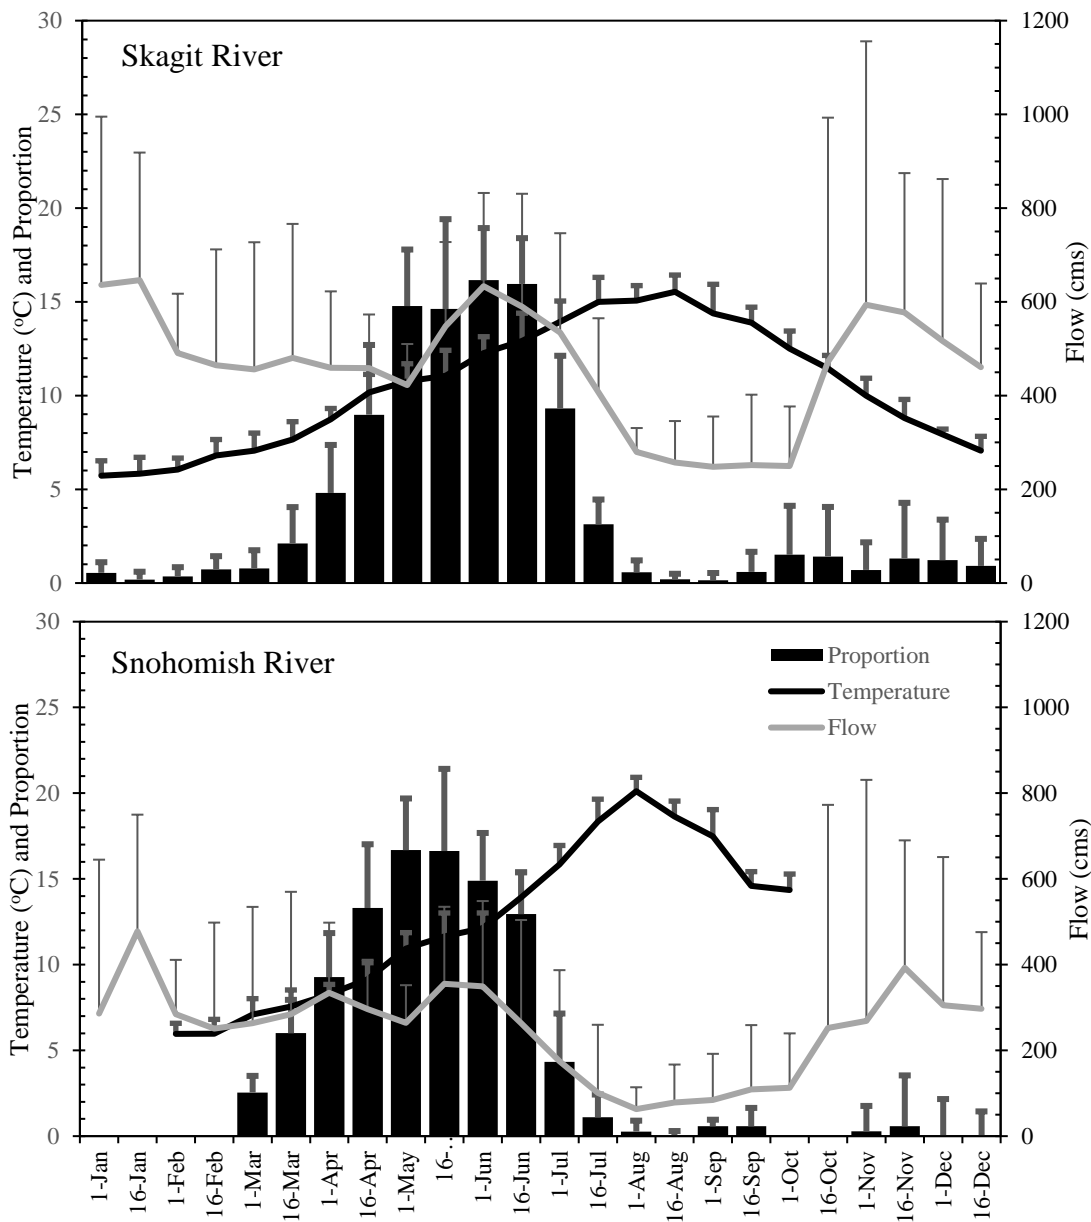 Skagit River
30
25
20
15
10
5
0
Temperature (°C) and Proportion
1200
1000
800
600
400
200
0
Flow (cms)
Snohomish River
Proportion
Temperature
Flow
30
25
20
15
10
5
0
Temperature (°C) and Proportion
1200
1000
800
600
400
200
0
Flow (cms)
1-Jan
16-Jan
1-Feb
16-Feb
1-Mar
16-Mar
1-Apr
16-Apr
1-May
16-...
1-Jun
16-Jun
1-Jul
16-Jul
1-Aug
16-Aug
1-Sep
16-Sep
1-Oct
16-Oct
1-Nov
16-Nov
1-Dec
16-Dec